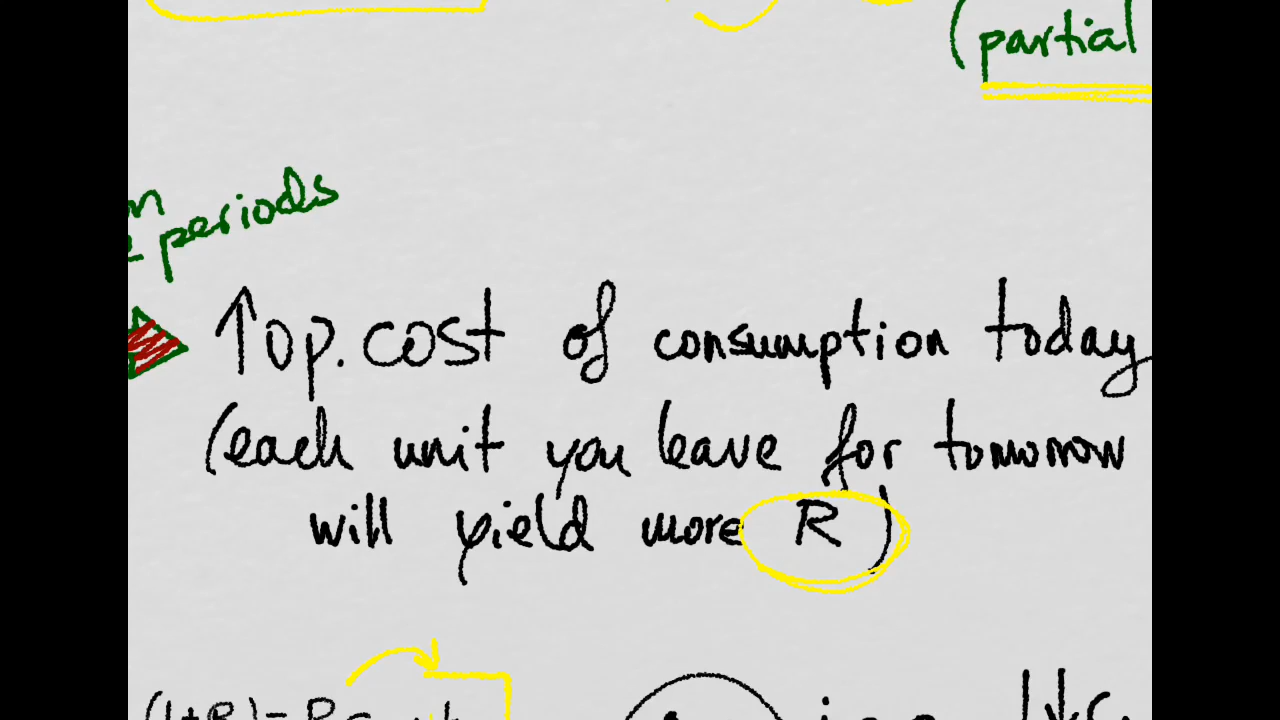 (partial
periods
↑op. cost of consumption today
(each unit you leave for tomorrow
will yield more R)